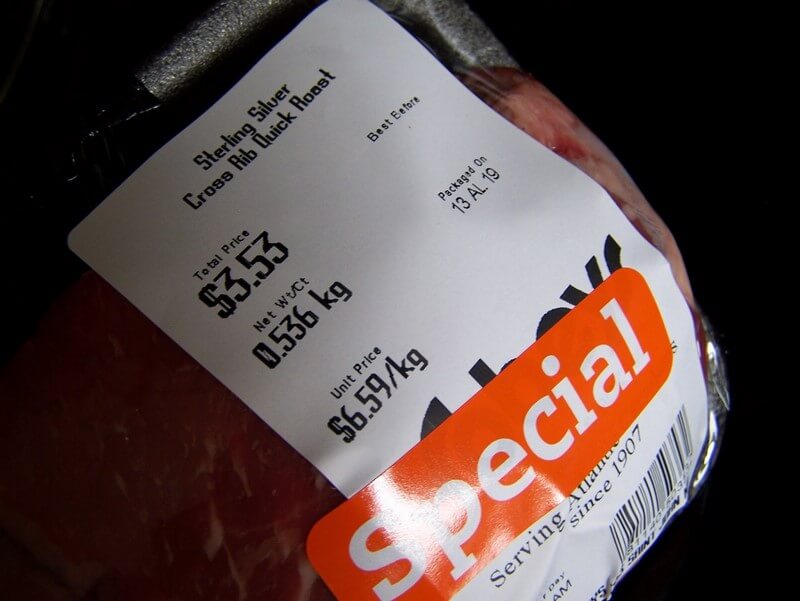 Sterling Silver
Cross Rib Quick Roast
Best Before
Packaged On
13 AL 19
Total Price
$3.53
Net Wt/Ct
0.536 kg
Unit Price
$6.59/kg
Special
Serving Atlantic
since 1907